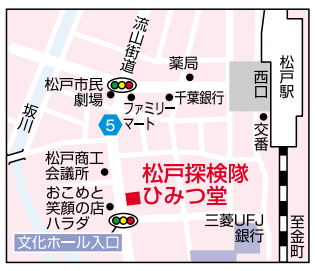 流山街道
薬局
松戸駅
西口
松戸市民
劇場
ファミリー
マート
千葉銀行
坂川
5
交番
松戸商工
会議所
松戸探検隊
ひみつ堂
おこめと
笑顔の店
ハラダ
三菱UFJ
銀行
至金町
文化ホール入口